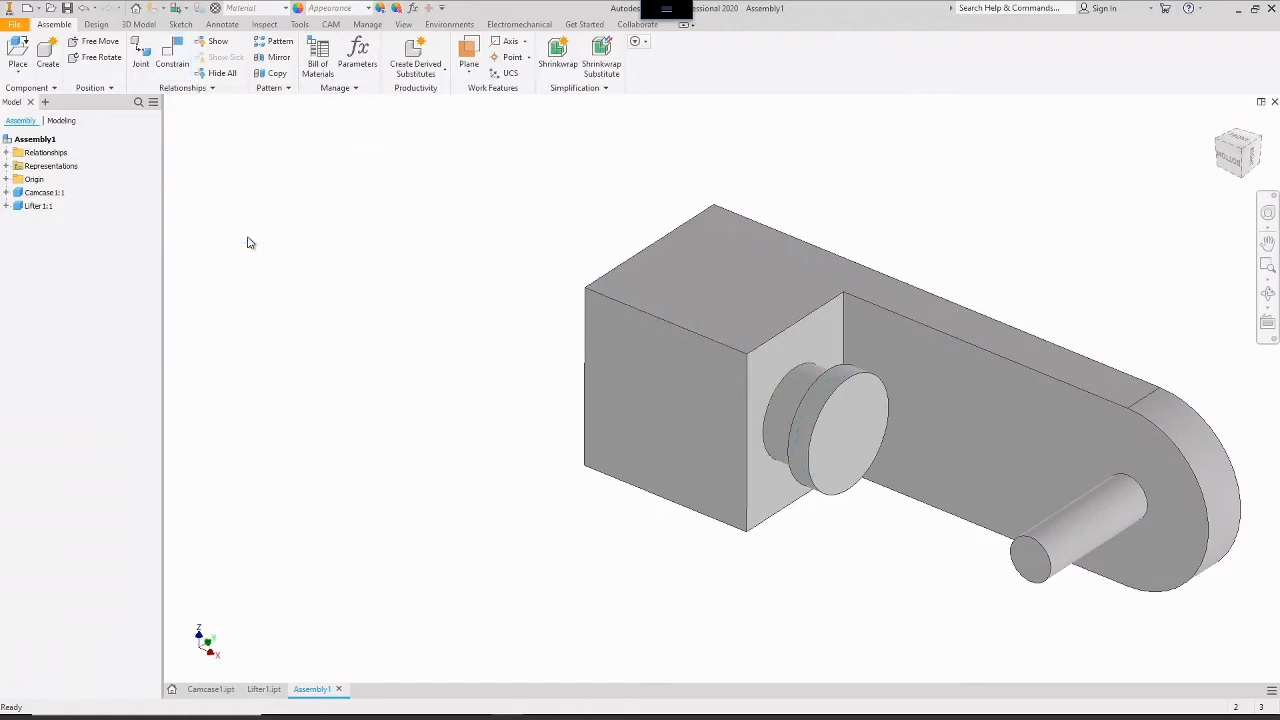 Material
Appearance
Autodes
essional 2020 Assembly1
Search Help & Commands...
Sign In
File Assemble Design 3D Model Sketch Annotate Inspect Tools CAM Manage View Environments Electromechanical Get Started Collaborate
Place
Create
Free Move
Free Rotate
Joint
Constrain
Show
Show Sick
Hide All
Pattern
Mirror
Copy
Bill of
Materials
Parameters
Create Derived
Substitutes
Plane
Axis
Point
UCS
Shrinkwrap
Shrinkwrap
Substitute
Component
Position
Relationships
Pattern
Manage
Productivity
Work Features
Simplification
Model
Assembly Modeling
Assembly1
Relationships
Representations
Origin
Camcase1:1
Lifter1:1
Z
X
Camcase1.ipt Lifter1.ipt Assembly1
Ready
2 3